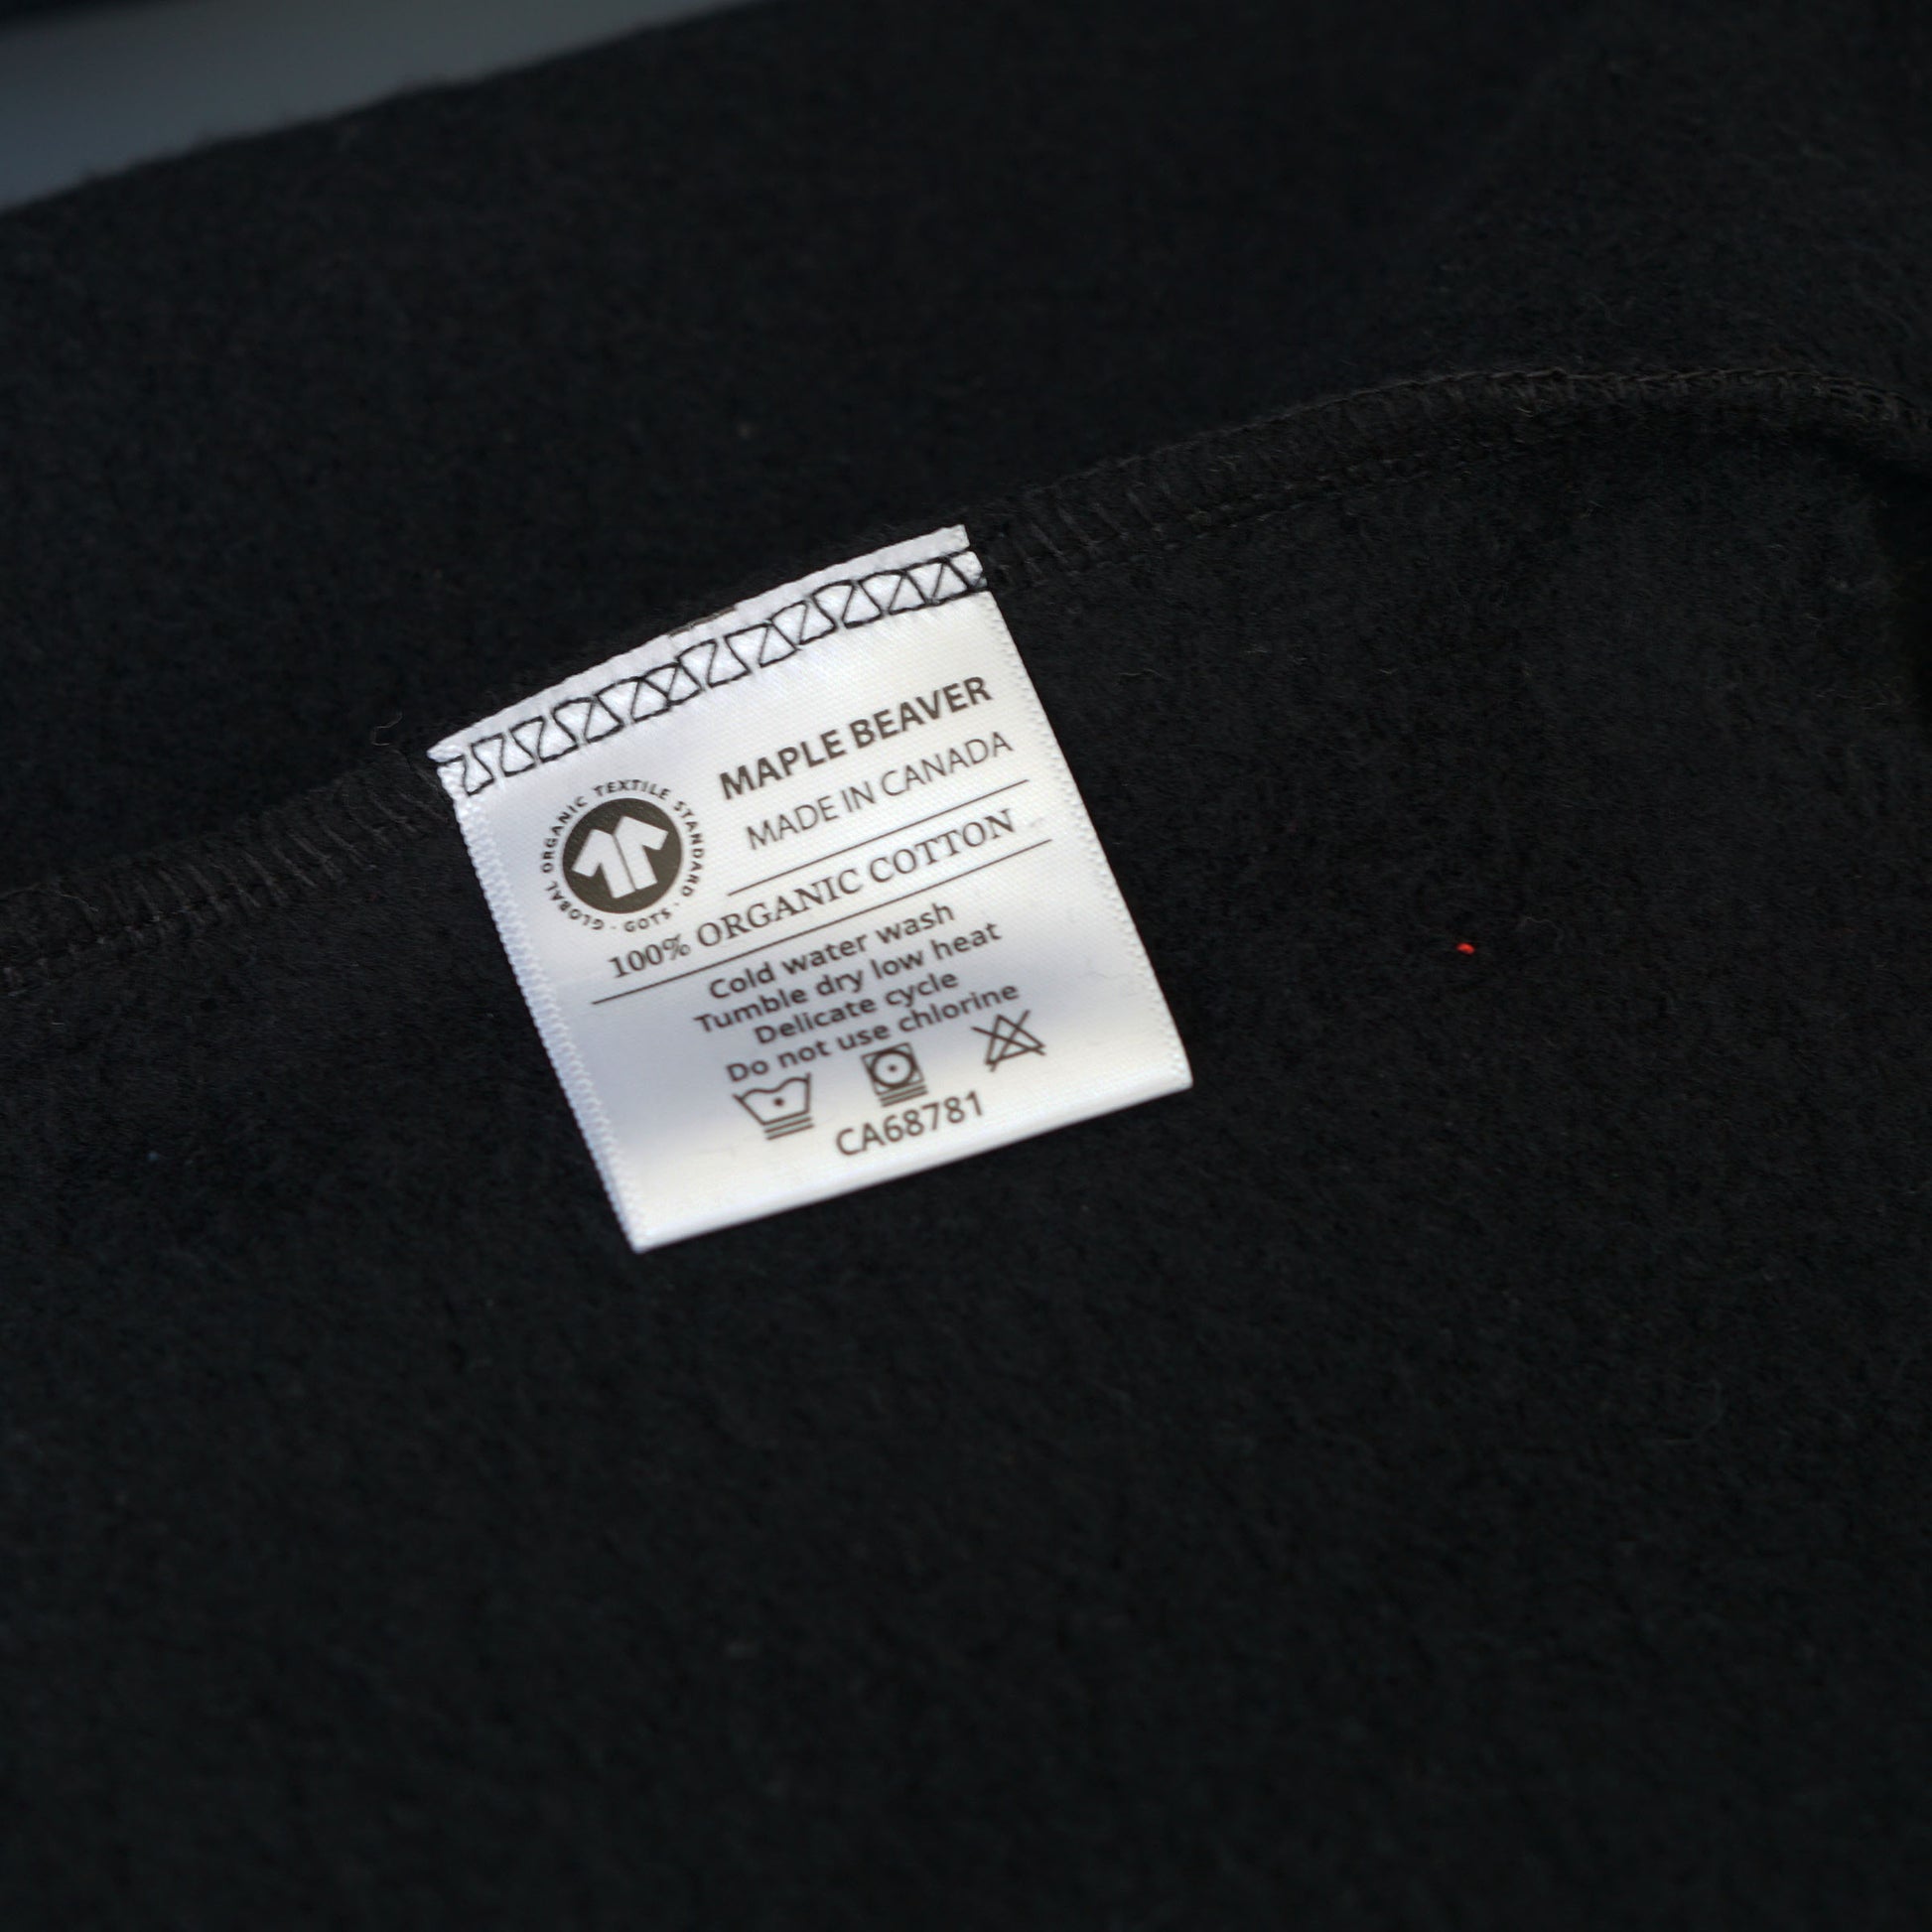 MAPLE BEAVER
MADE IN CANADA
GLOBAL ORGANIC TEXTILE STANDARD · GOTS ·
100% ORGANIC COTTON
Cold water wash
Tumble dry low heat
Delicate cycle
Do not use chlorine
CA68781